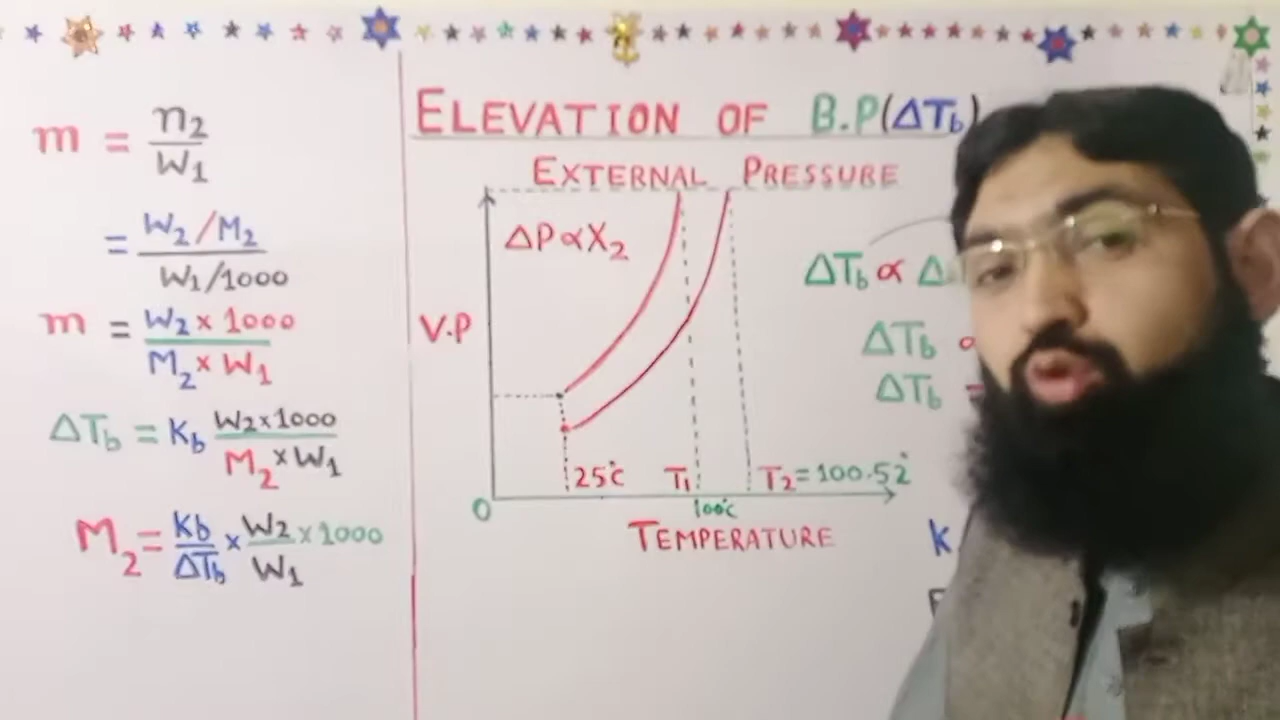 m = n2/W1
= W2/M2 / W1/1000
m = W2 x 1000 / M2 x W1
ΔTb = Kb W2x1000 / M2 x W1
M2 = Kb/ΔTb x W2 x 1000 / W1
ELEVATION OF B.P(ΔTb)
EXTERNAL PRESSURE
ΔP∝X2
V.P
25°C T1 T2=100.52°
0 100°C
TEMPERATURE
ΔTb ∝ Δ
ΔTb ∝
ΔTb =
K